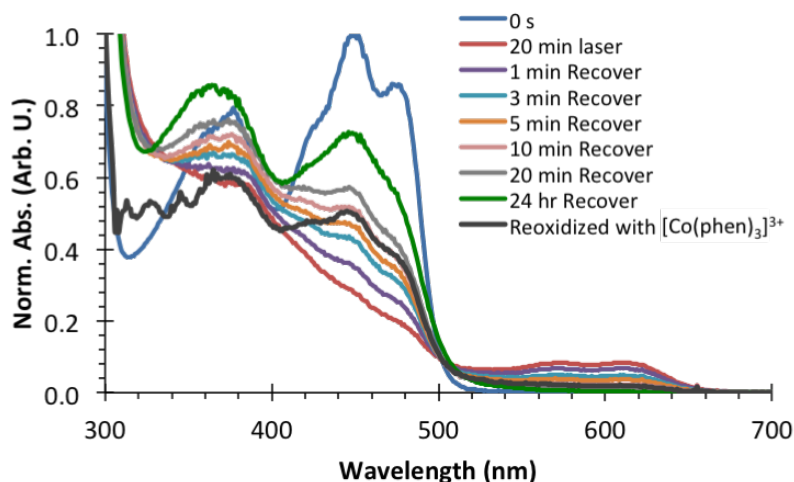 0 s
20 min laser
1 min Recover
3 min Recover
5 min Recover
10 min Recover
20 min Recover
24 hr Recover
Reoxidized with [Co(phen)₃]³⁺
Norm. Abs. (Arb. U.)
1.0
0.8
0.6
0.4
0.2
0.0
300 400 500 600 700
Wavelength (nm)